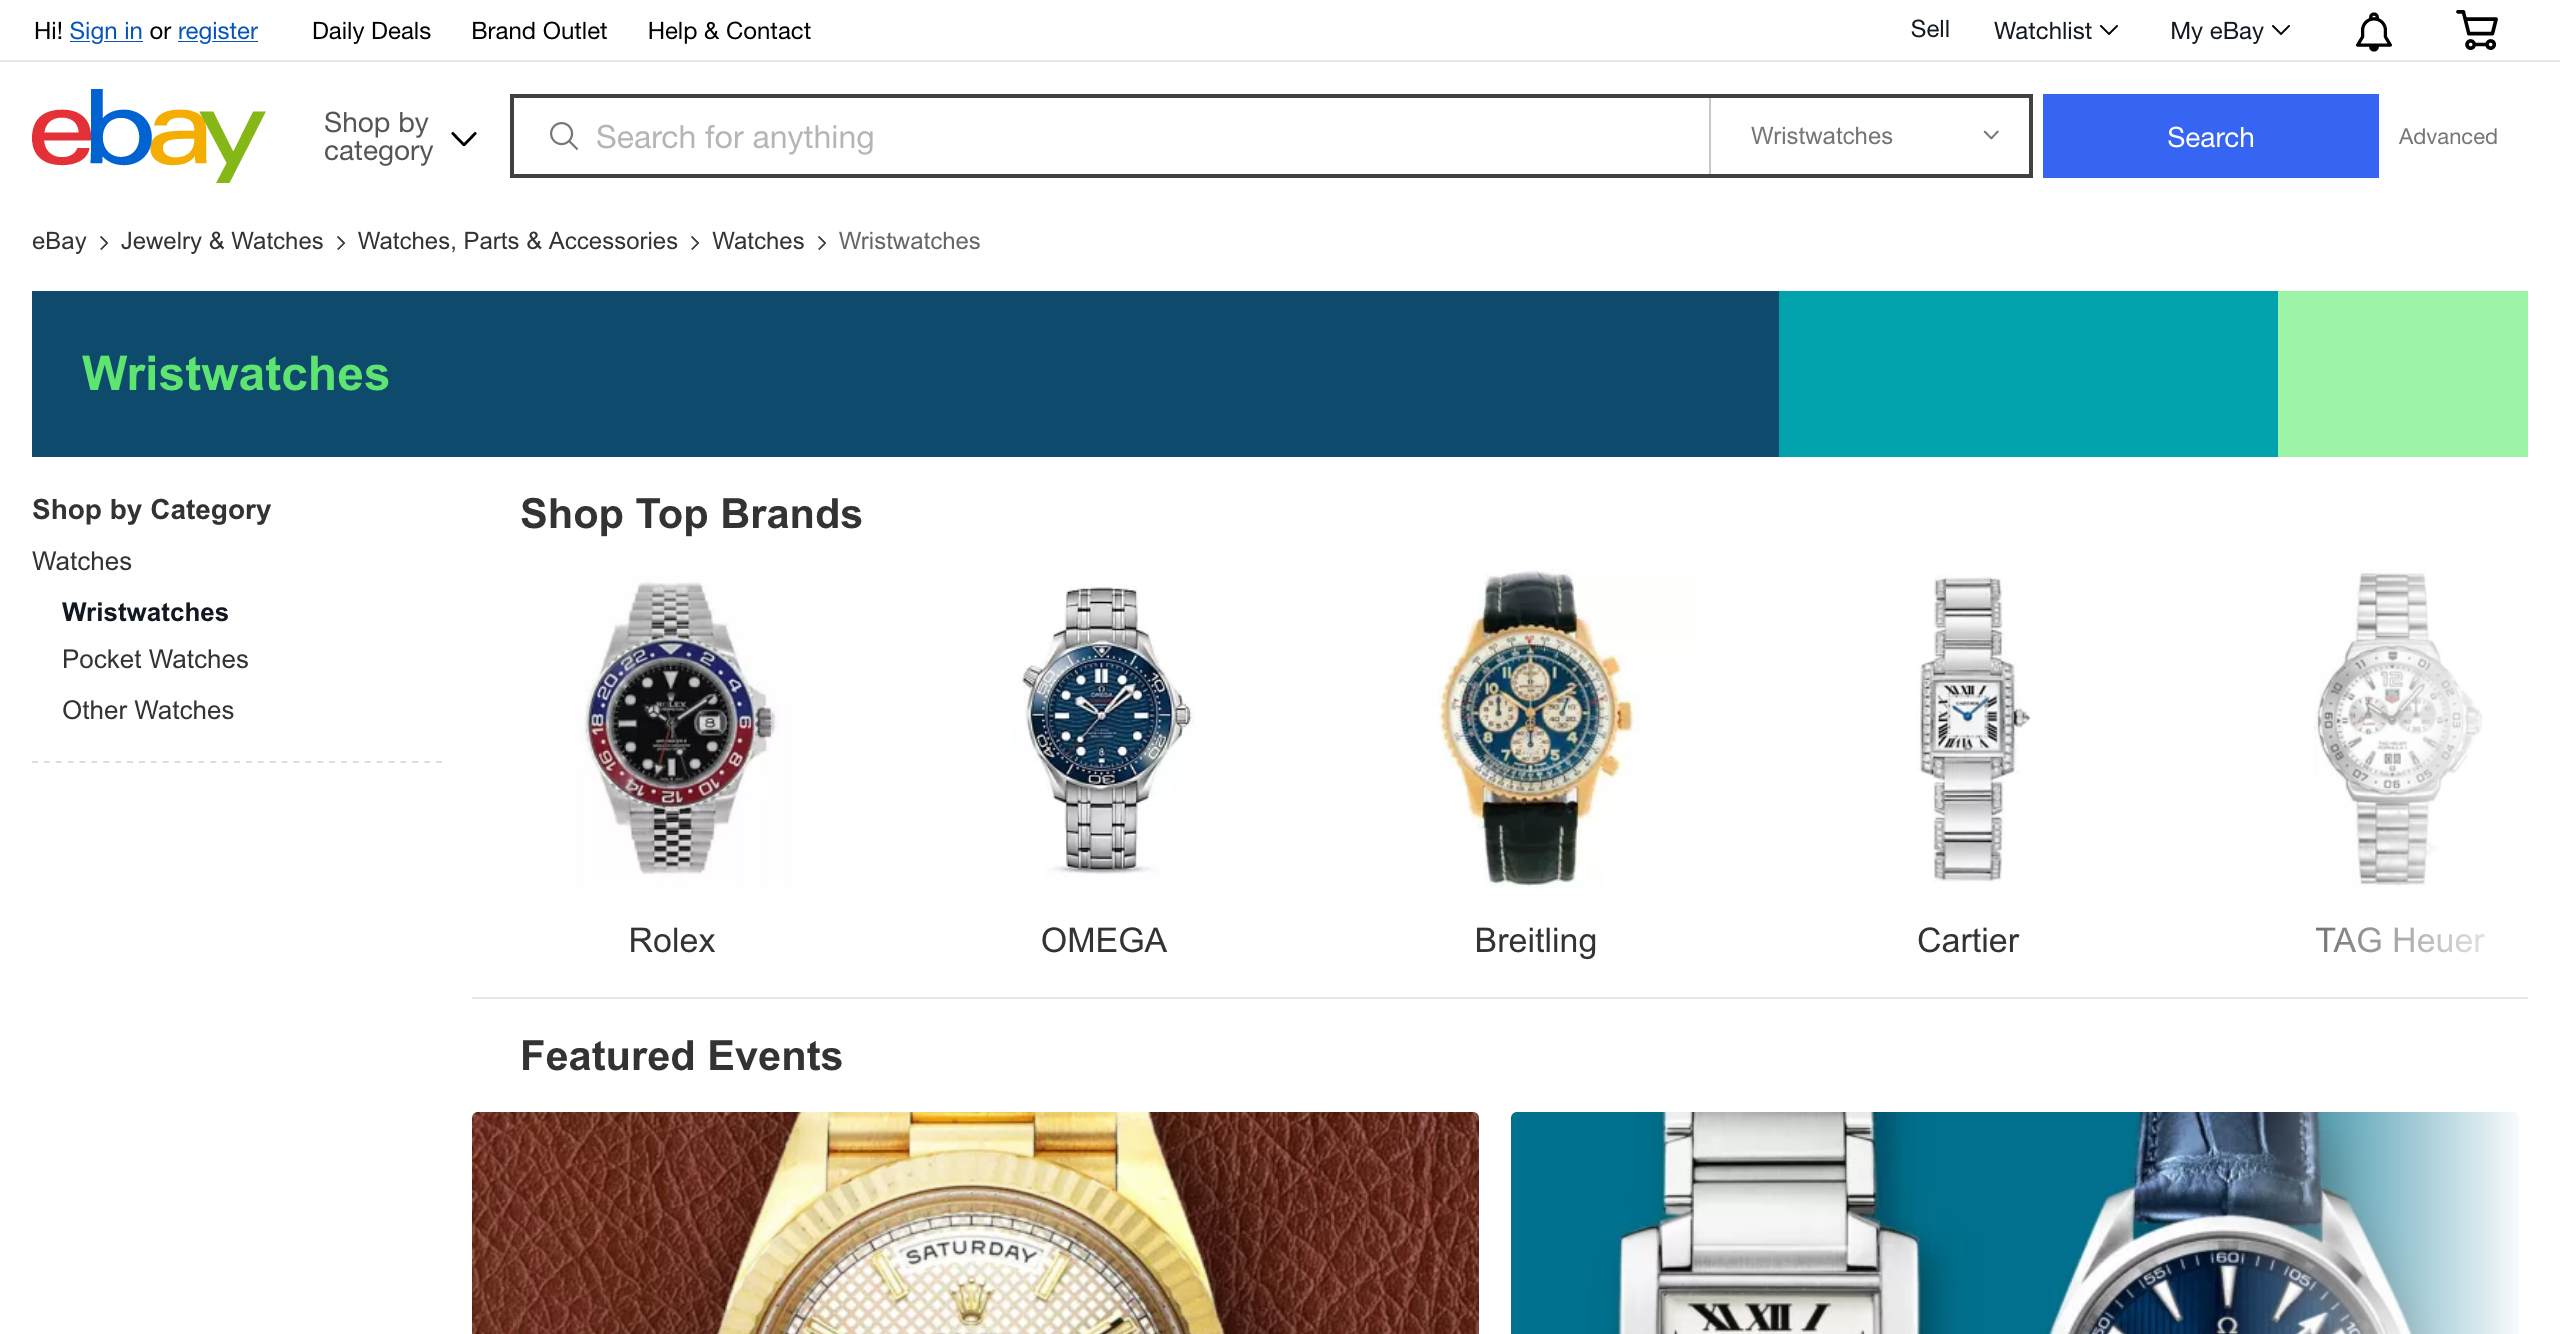 Hi! Sign in or register Daily Deals Brand Outlet Help & Contact Sell Watchlist My eBay
ebay
Shop by
category
Search for anything
Wristwatches
Search
Advanced
eBay > Jewelry & Watches > Watches, Parts & Accessories > Watches > Wristwatches
Wristwatches
Shop by Category
Watches
Wristwatches
Pocket Watches
Other Watches
Shop Top Brands
Rolex
OMEGA
Breitling
Cartier
TAG Heuer
Featured Events
SATURDAY